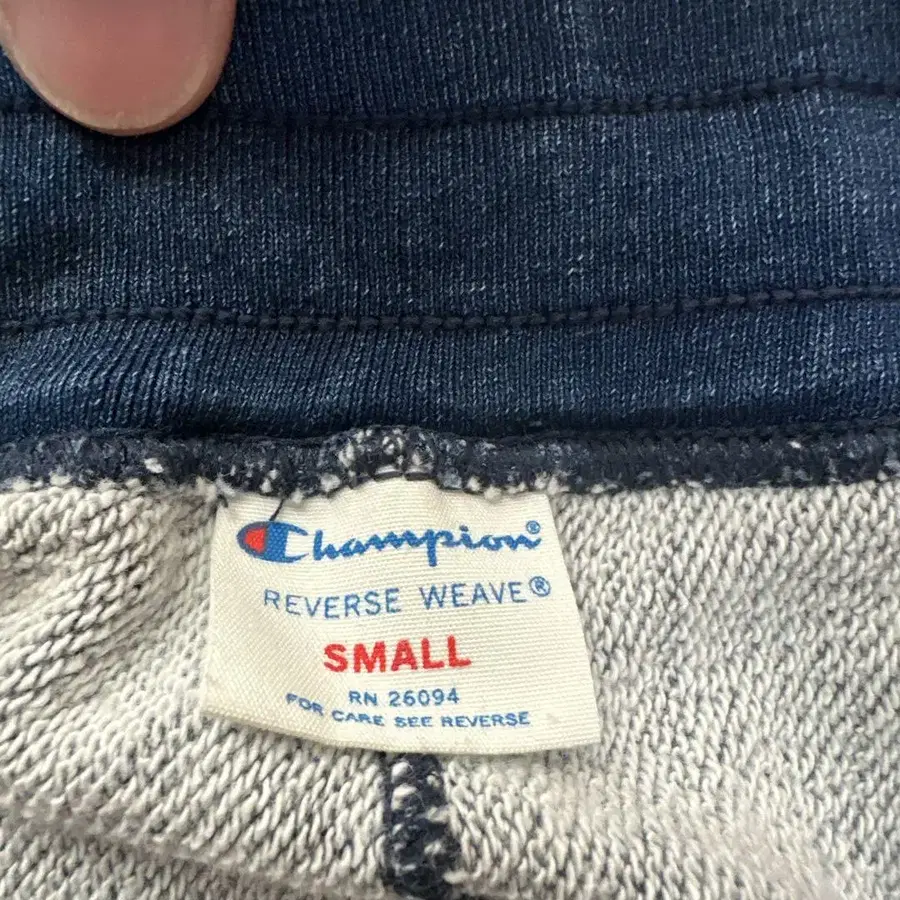 Champion®
REVERSE WEAVE®
SMALL
RN 26094
FOR CARE SEE REVERSE